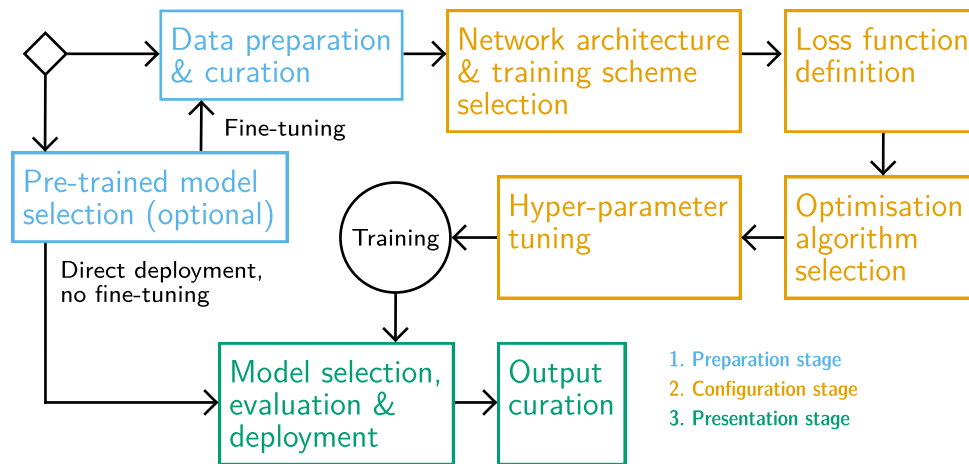 Data preparation
& curation
Network architecture
& training scheme
selection
Loss function
definition
Fine-tuning
Pre-trained model
selection (optional)
Training
Hyper-parameter
tuning
Optimisation
algorithm
selection
Direct deployment,
no fine-tuning
Model selection,
evaluation &
deployment
Output
curation
1. Preparation stage
2. Configuration stage
3. Presentation stage